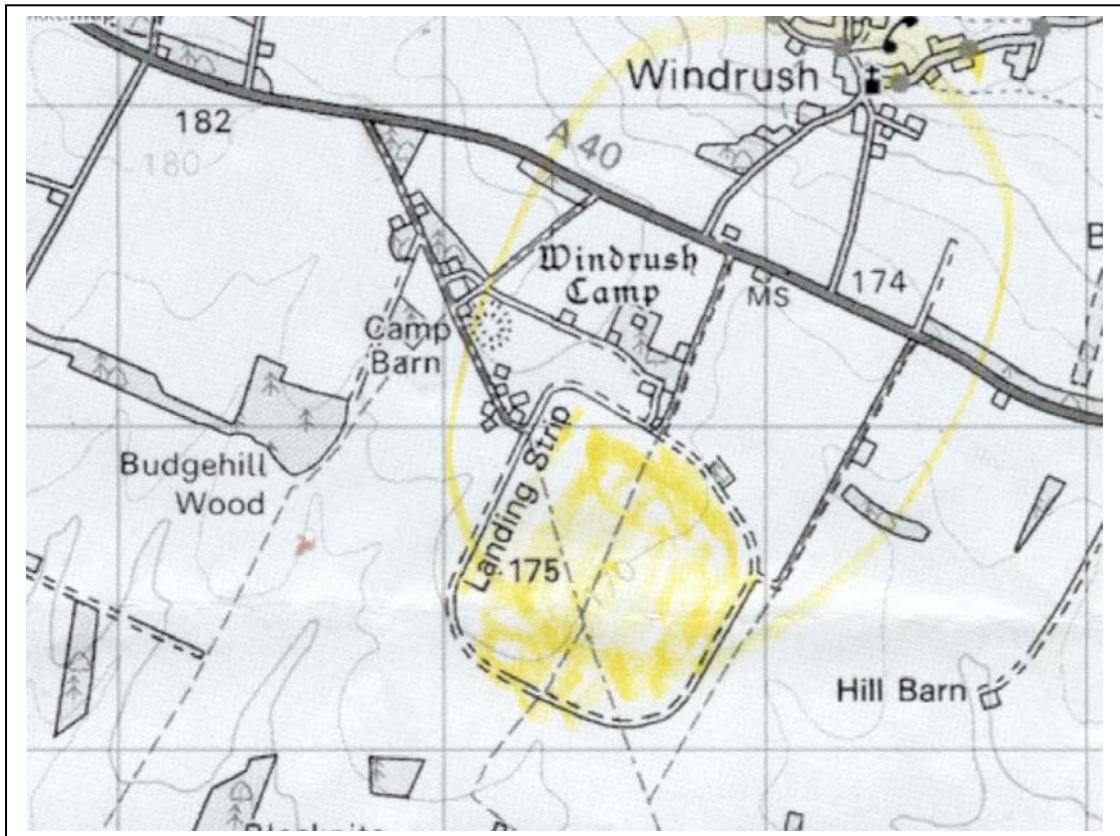 Windrush
182
180
A 40
Windrush
Camp
174
MS
Camp
Barn
Budgehill
Wood
Landing Strip
175
Hill Barn